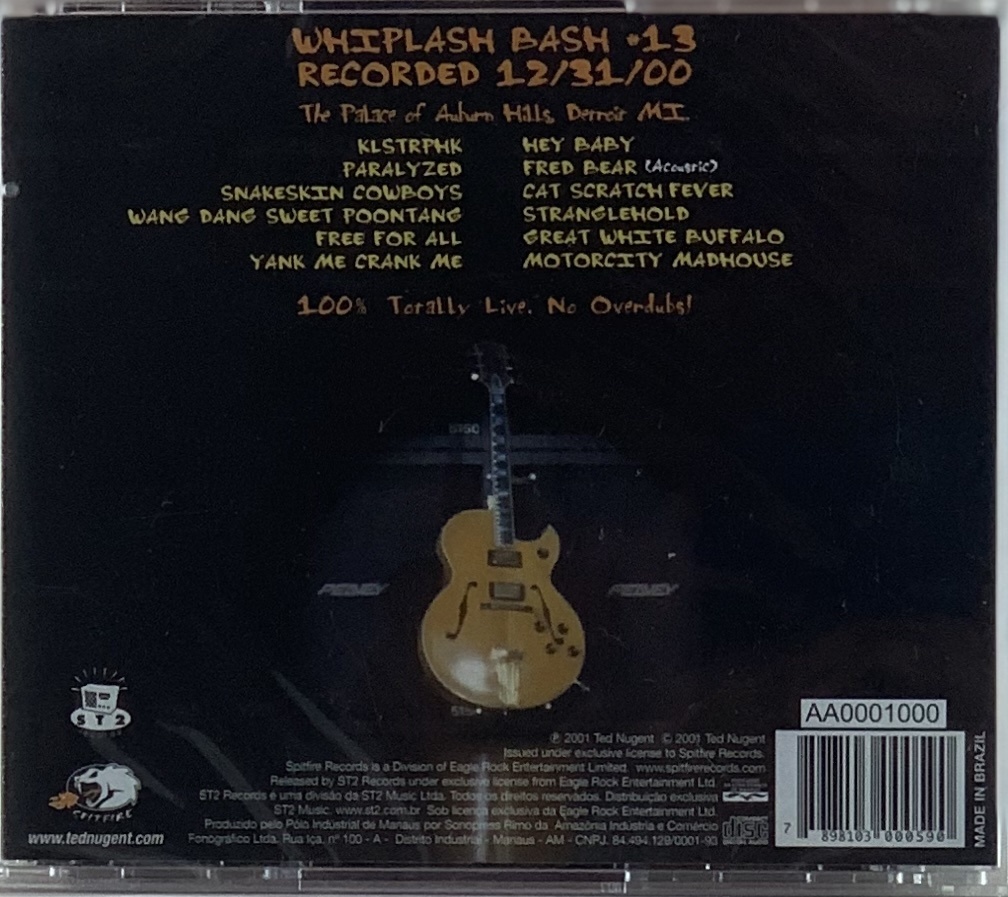 WHIPLASH BASH #13
RECORDED 12/31/00
The Palace of Auburn Hills, Detroit MI.
KLSTRPHK
PARALYZED
SNAKESKIN COWBOYS
WANG DANG SWEET POONTANG
FREE FOR ALL
YANK ME CRANK ME
HEY BABY
FRED BEAR (Acoustic)
CAT SCRATCH FEVER
STRANGLEHOLD
GREAT WHITE BUFFALO
MOTORCITY MADHOUSE
100% Totally Live. No Overdubs!
5150
PEAVEY
PEAVEY
ST2
SPITFIRE
www.tednugent.com
℗ 2001 Ted Nugent © 2001 Ted Nugent
Issued under exclusive license to Spitfire Records.
Spitfire Records is a Division of Eagle Rock Entertainment Limited. www.spitfirerecords.com
Released by ST2 Records under exclusive license from Eagle Rock Entertainment Ltd.
ST2 Records é uma divisão da ST2 Music Ltda. Todos os direitos reservados. Distribuição exclusiva
ST2 Music. www.st2.com.br Sob licença exclusiva da Eagle Rock Entertainment Ltd.
Produzido pelo Pólo Industrial de Manaus por Sonopress Rimo da Amazônia Indústria e Comércio
Fonográfico Ltda. Rua Iça, nº 100 - A - Distrito Industrial - Manaus - AM - CNPJ. 84.494.129/0001-93
disc
AA0001000
7 898103 000590
MADE IN BRAZIL